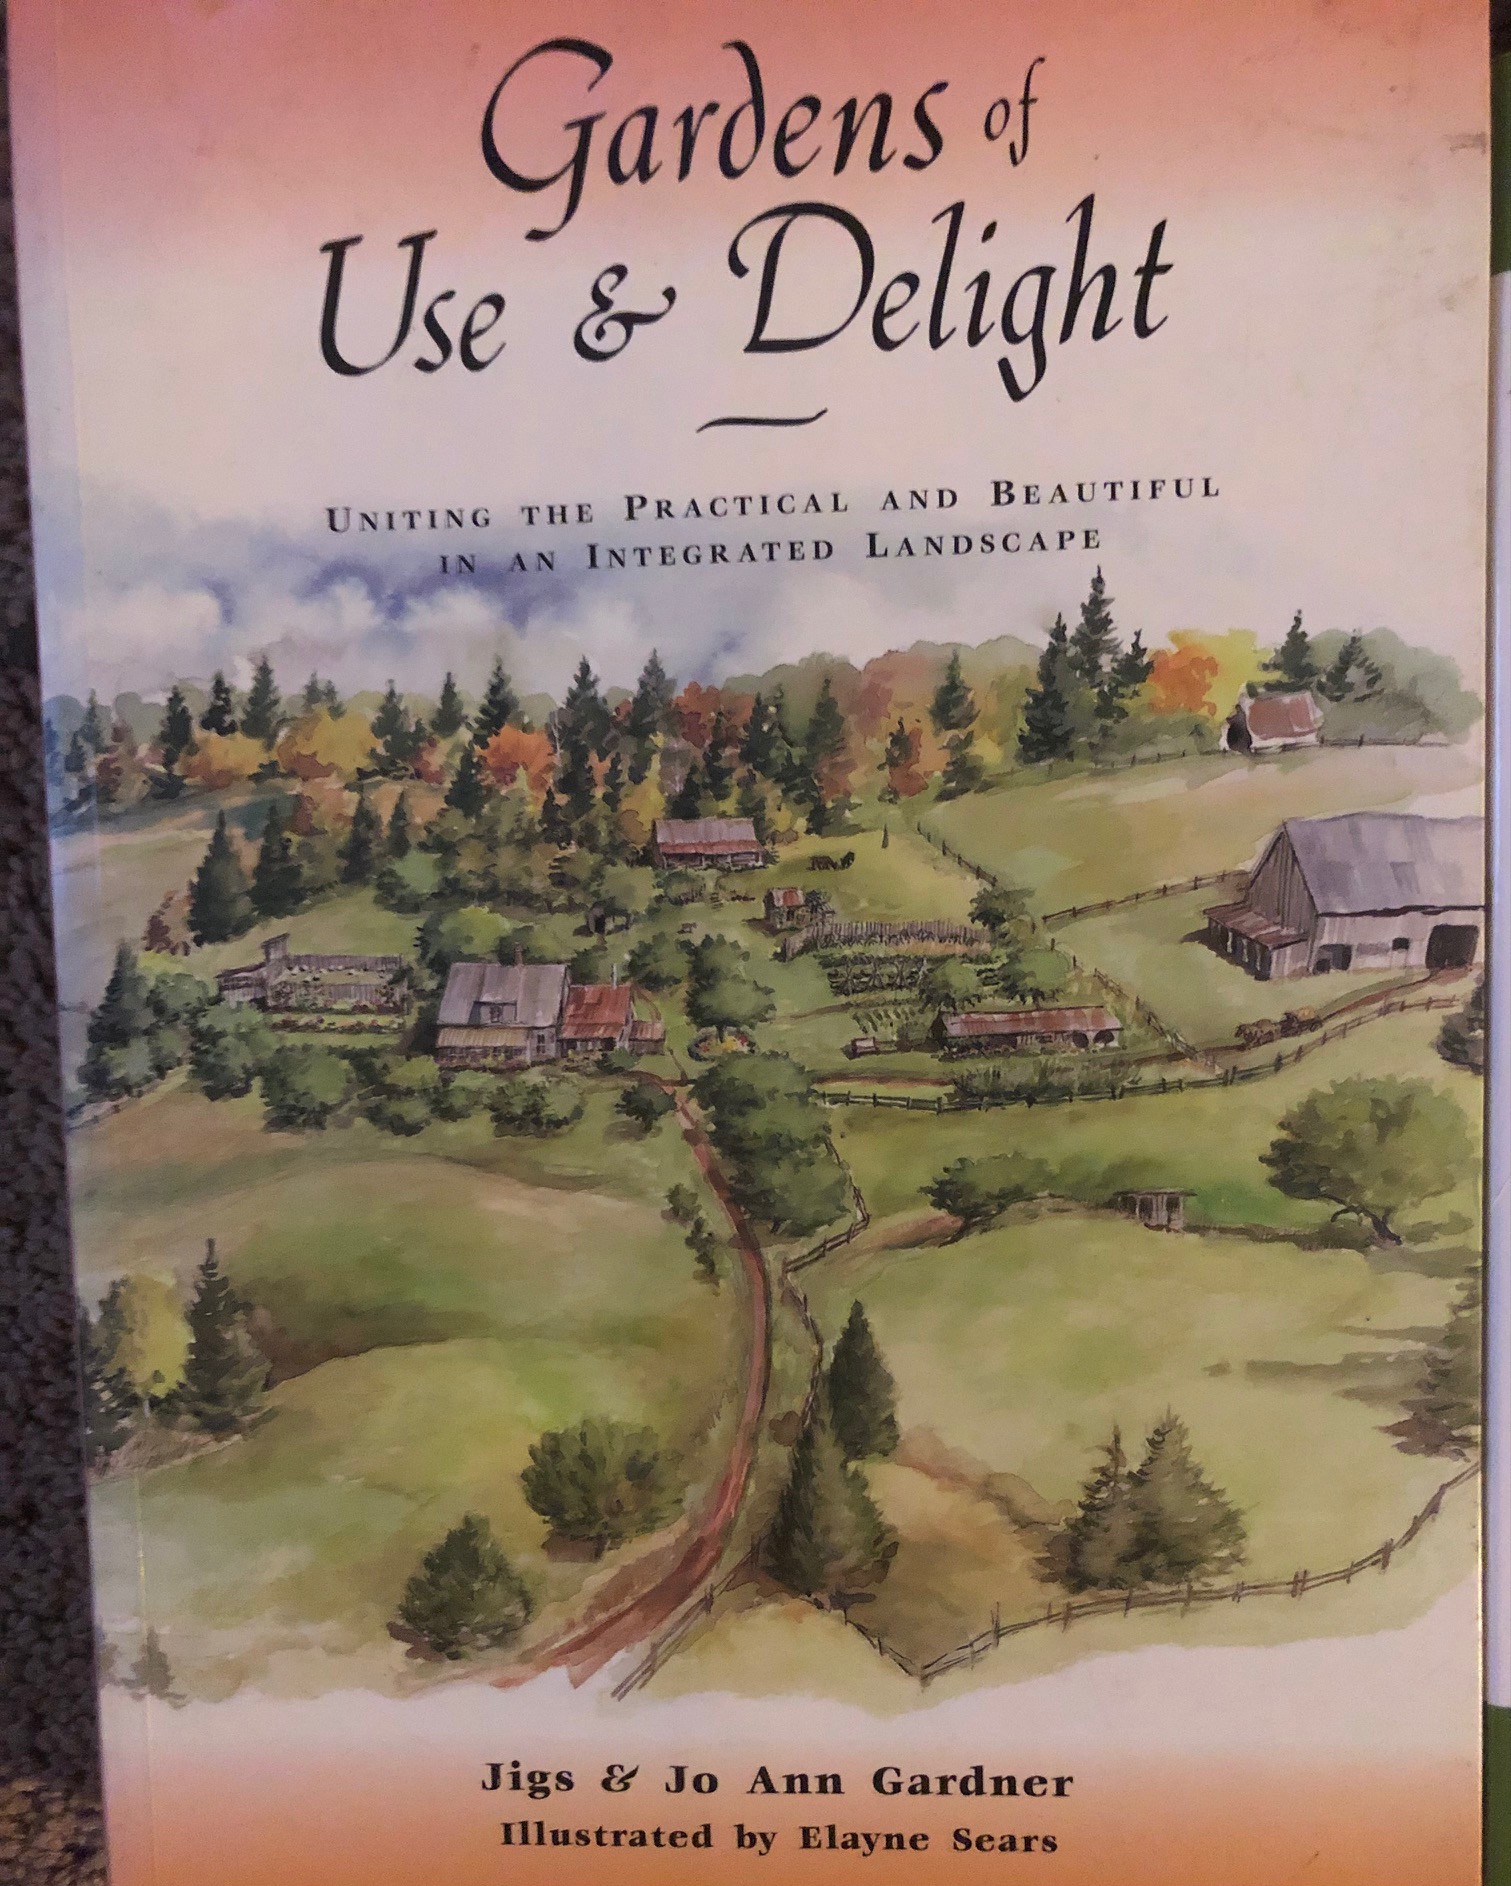 Gardens of
Use & Delight
Uniting the Practical and Beautiful
in an Integrated Landscape
Jigs & Jo Ann Gardner
Illustrated by Elayne Sears